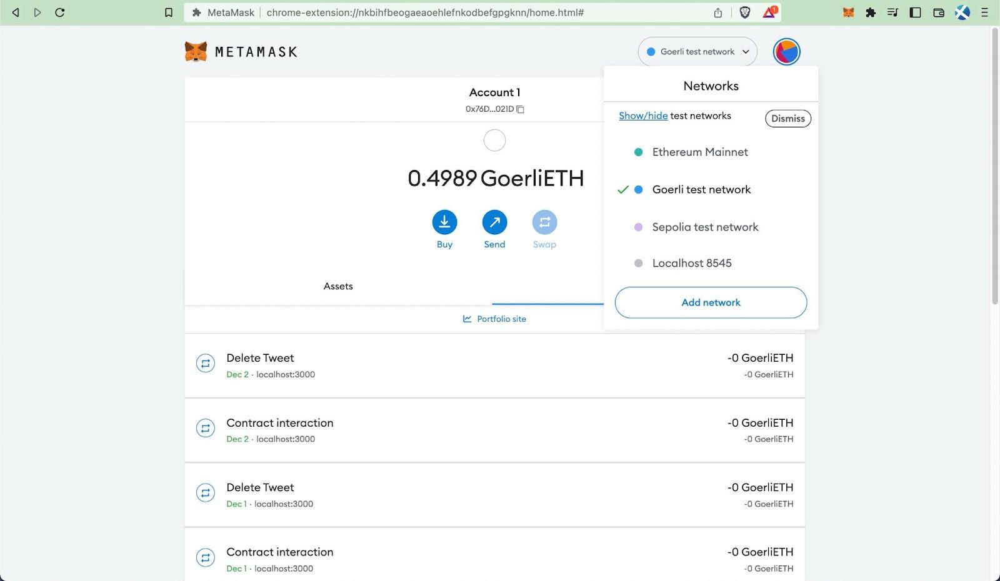 MetaMask
chrome-extension://nkbihfbeogaeaoehlefnkodbefgpgknn/home.html#
1
METAMASK
Goerli test network
Account 1
0x76D...021D
0.4989 GoerliETH
Buy
Send
Swap
Assets
Portfolio site
Networks
Show/hide test networks
Dismiss
Ethereum Mainnet
Goerli test network
Sepolia test network
Localhost 8545
Add network
Delete Tweet
-0 GoerliETH
Dec 2 · localhost:3000
-0 GoerliETH
Contract interaction
-0 GoerliETH
Dec 2 · localhost:3000
-0 GoerliETH
Delete Tweet
-0 GoerliETH
Dec 1 · localhost:3000
-0 GoerliETH
Contract interaction
-0 GoerliETH
Dec 1 · localhost:3000
-0 GoerliETH